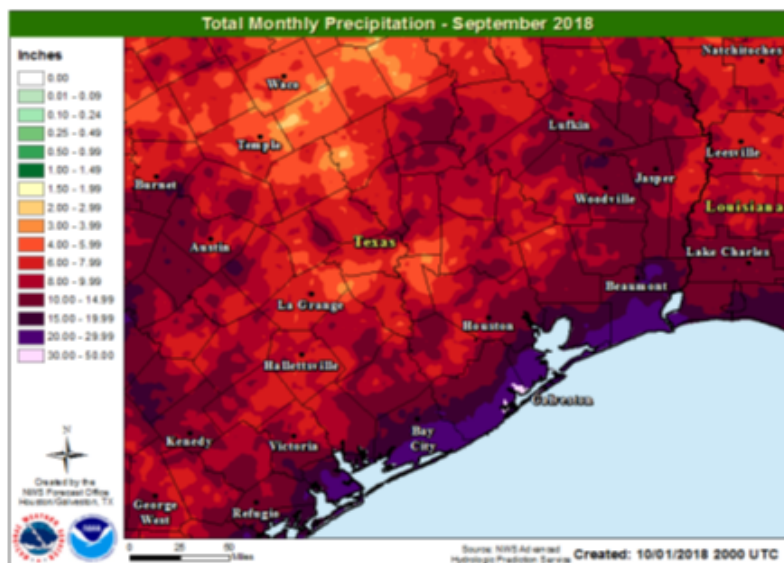 Total Monthly Precipitation - September 2018
Inches
0.00
0.01 - 0.09
0.10 - 0.24
0.25 - 0.49
0.50 - 0.99
1.00 - 1.49
1.50 - 1.99
2.00 - 2.99
3.00 - 3.99
4.00 - 5.99
6.00 - 7.99
8.00 - 9.99
10.00 - 14.99
15.00 - 19.99
20.00 - 29.99
30.00 - 50.00
Natchitoches
Waco
Lufkin
Temple
Leesville
Burnet
Jasper
Woodville
Louisiana
Austin
Texas
Lake Charles
Beaumont
La Grange
Houston
Hallettsville
Galveston
Bay
City
Kenedy
Victoria
George
West
Refugio
N
Created by the
NWS Forecast Office
Houston/Galveston, TX
0
25
50
Miles
Source: NWS Advanced
Hydrologic Prediction Service
Created: 10/01/2018 2000 UTC